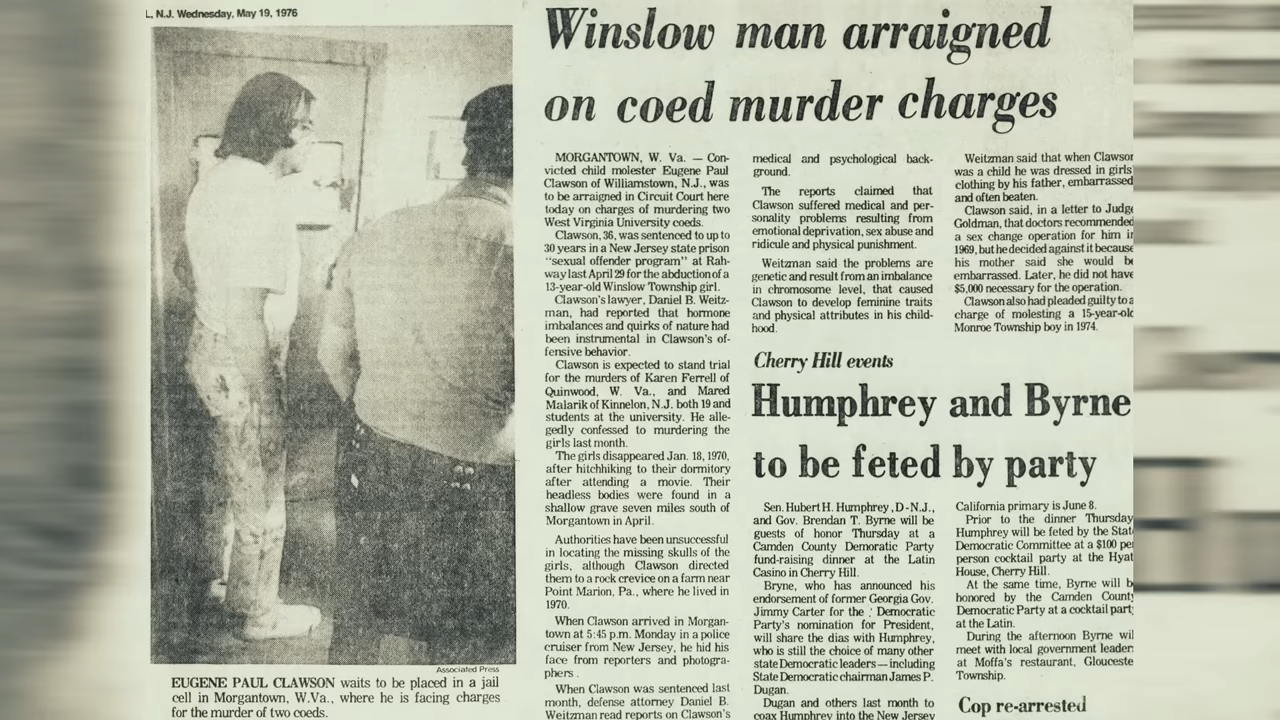 L, N.J. Wednesday, May 19, 1976
Associated Press
EUGENE PAUL CLAWSON waits to be placed in a jail
cell in Morgantown, W.Va., where he is facing charges
for the murder of two coeds.
Winslow man arraigned
on coed murder charges
MORGANTOWN, W. Va. — Con-
victed child molester Eugene Paul
Clawson of Williamstown, N.J., was
to be arraigned in Circuit Court here
today on charges of murdering two
West Virginia University coeds.
Clawson, 36, was sentenced to up to
30 years in a New Jersey state prison
"sexual offender program" at Rah-
way last April 29 for the abduction of a
13-year-old Winslow Township girl.
Clawson's lawyer, Daniel B. Weitz-
man, had reported that hormone
imbalances and quirks of nature had
been instrumental in Clawson's of-
fensive behavior.
Clawson is expected to stand trial
for the murders of Karen Ferrell of
Quinwood, W. Va., and Mared
Malarik of Kinnelon, N.J. both 19 and
students at the university. He alle-
gedly confessed to murdering the
girls last month.
The girls disappeared Jan. 18, 1970,
after hitchhiking to their dormitory
after attending a movie. Their
headless bodies were found in a
shallow grave seven miles south of
Morgantown in April.
Authorities have been unsuccessful
in locating the missing skulls of the
girls, although Clawson directed
them to a rock crevice on a farm near
Point Marion, Pa., where he lived in
1970.
When Clawson arrived in Morgan-
town at 5:45 p.m. Monday in a police
cruiser from New Jersey, he hid his
face from reporters and photogra-
phers.
When Clawson was sentenced last
month, defense attorney Daniel B.
Weitzman read reports on Clawson's
medical and psychological back-
ground.
The reports claimed that
Clawson suffered medical and per-
sonality problems resulting from
emotional deprivation, sex abuse and
ridicule and physical punishment.
Weitzman said the problems are
genetic and result from an imbalance
in chromosome level, that caused
Clawson to develop feminine traits
and physical attributes in his child-
hood.
Weitzman said that when Clawson
was a child he was dressed in girls
clothing by his father, embarrassed
and often beaten.
Clawson said, in a letter to Judge
Goldman, that doctors recommended
a sex change operation for him in
1969, but he decided against it because
his mother said she would be
embarrassed. Later, he did not have
$5,000 necessary for the operation.
Clawson also had pleaded guilty to a
charge of molesting a 15-year-old
Monroe Township boy in 1974.
Cherry Hill events
Humphrey and Byrne
to be feted by party
Sen. Hubert H. Humphrey, D-N.J.,
and Gov. Brendan T. Byrne will be
guests of honor Thursday at a
Camden County Demoratic Party
fund-raising dinner at the Latin
Casino in Cherry Hill.
Bryne, who has announced his
endorsement of former Georgia Gov.
Jimmy Carter for the Democratic
Party's nomination for President,
will share the dias with Humphrey,
who is still the choice of many other
state Democratic leaders — including
State Democratic chairman James P.
Dugan.
Dugan and others last month to
coax Humphrey into the New Jersey
California primary is June 8.
Prior to the dinner Thursday
Humphrey will be feted by the State
Democratic Committee at a $100 per
person cocktail party at the Hyat
House, Cherry Hill.
At the same time, Byrne will b
honored by the Camden County
Democratic Party at a cocktail part
at the Latin.
During the afternoon Byrne wil
meet with local government leader
at Moffa's restaurant, Glouceste
Township.
Cop re-arrested